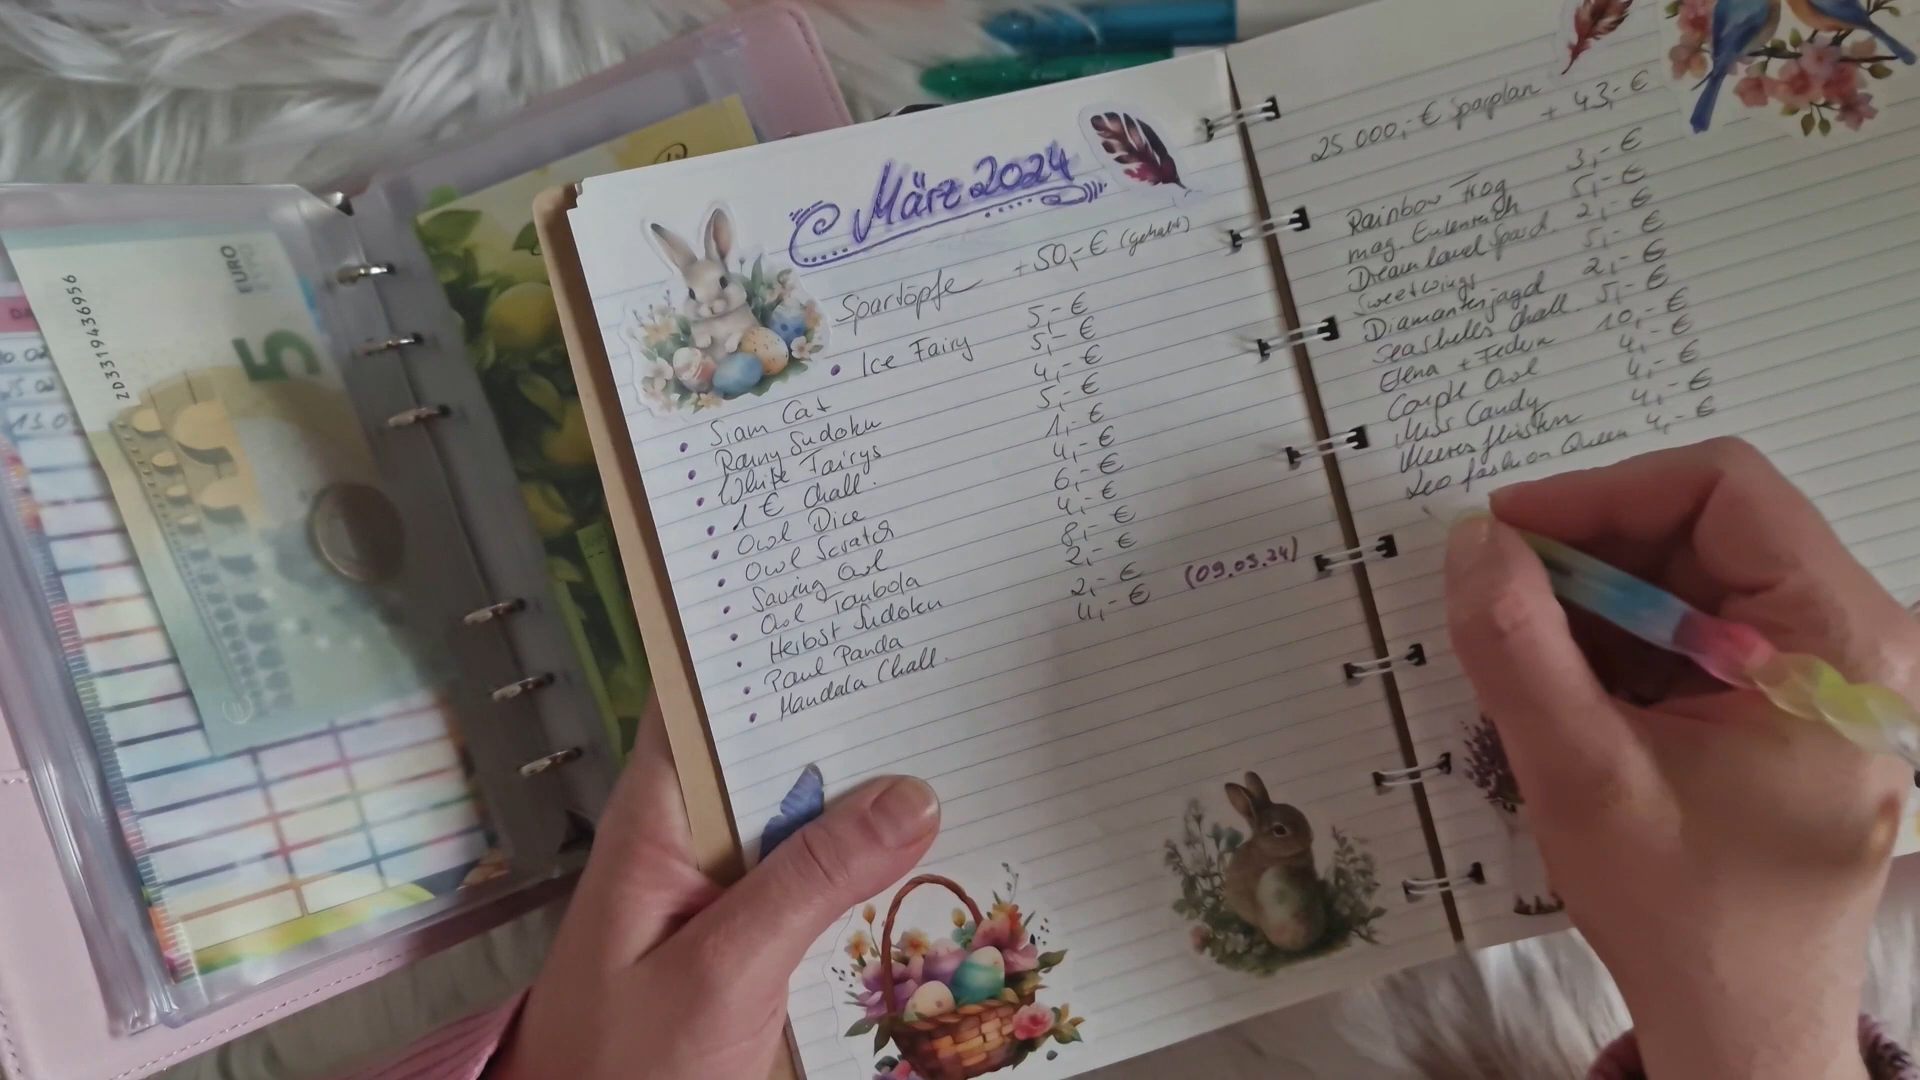 EURO
5
ZD3319436956
März 2024
Spartöpfe +50,- € (Gehalt)
• Ice Fairy 5,- €
• Siam Cat 5,- €
• Rainy Sudoku 4,- €
• White Fairys 5,- €
• 1 € Chall. 1,- €
• Owl Dice 4,- €
• Owl Scratch 6,- €
• Saving Owl 4,- €
• Owl Tombola 8,- €
• Herbst Sudoku 2,- €
• Paul Panda 2,- €
• Mandala Chall. 4,- € (09.03.24)
25 000,- € Sparplan
+ 43,- €
Rainbow Frog 3,- €
mag. Eulenreich 5,- €
Dreamland Spard. 2,- €
Sweetwings 5,- €
Diamantenjagd 2,- €
Seashells Chall. 5,- €
Elena + Fedun 10,- €
Couple Owl 4,- €
Miss Candy 4,- €
Meeresflüstern 4,- €
Leo fashion Queen 4,- €